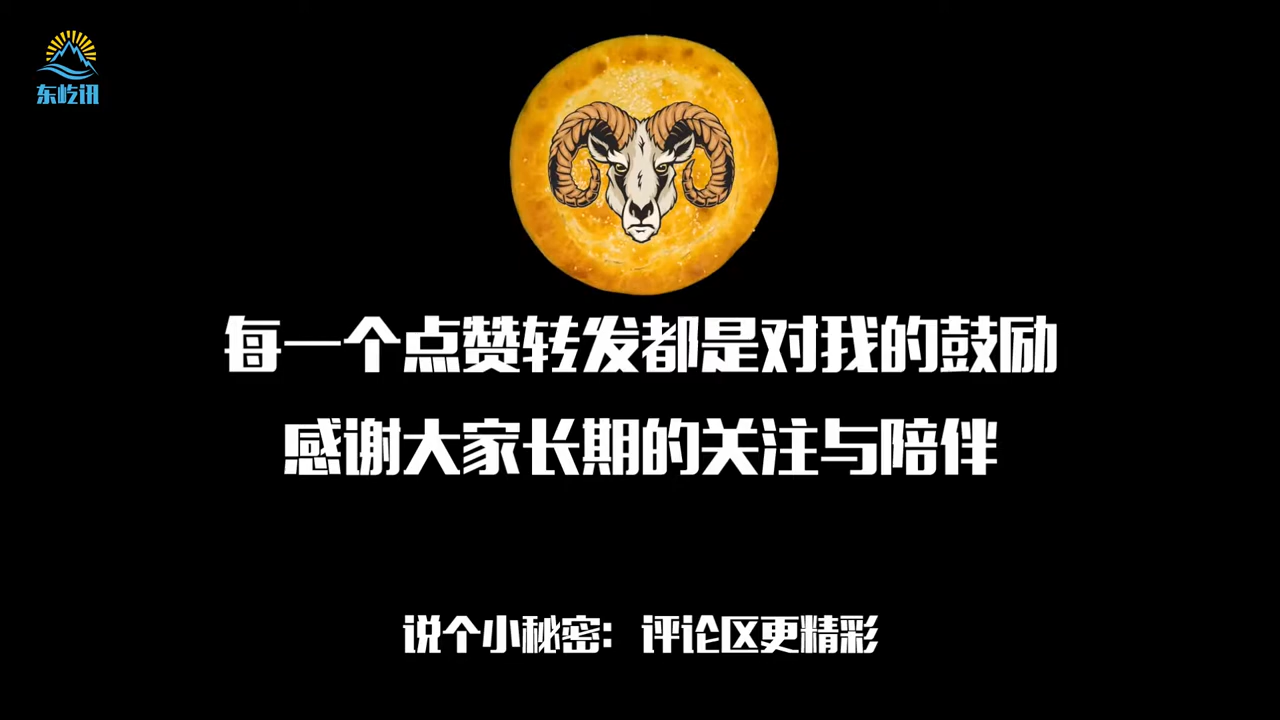 东屹讯
每一个点赞转发都是对我的鼓励
感谢大家长期的关注与陪伴
说个小秘密：评论区更精彩